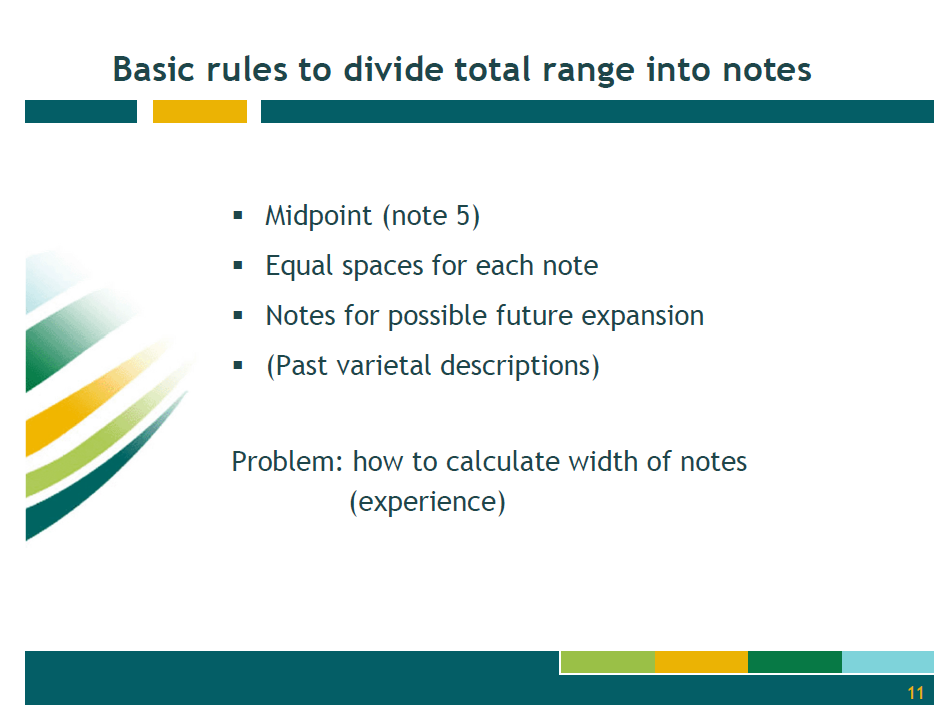 Basic rules to divide total range into notes
▪ Midpoint (note 5)
▪ Equal spaces for each note
▪ Notes for possible future expansion
▪ (Past varietal descriptions)
Problem: how to calculate width of notes
(experience)
11